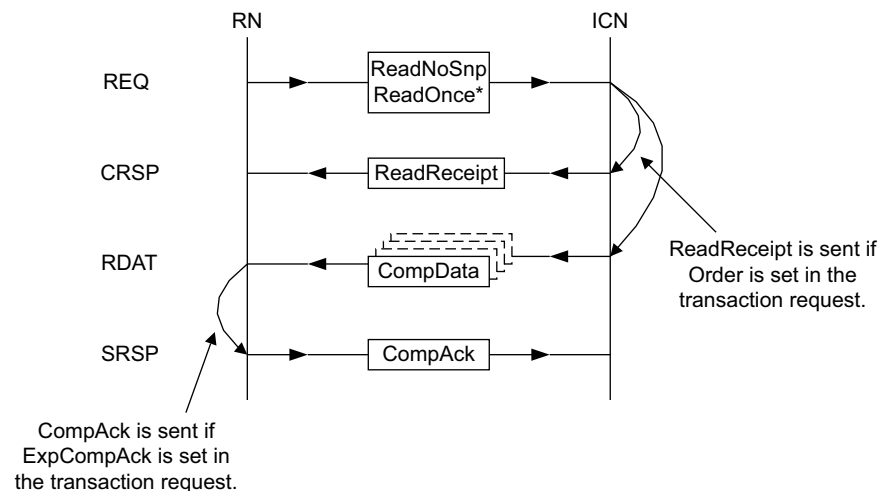 RN
ICN
REQ
ReadNoSnp
ReadOnce*
CRSP
ReadReceipt
RDAT
CompData
ReadReceipt is sent if
Order is set in the
transaction request.
SRSP
CompAck
CompAck is sent if
ExpCompAck is set in
the transaction request.